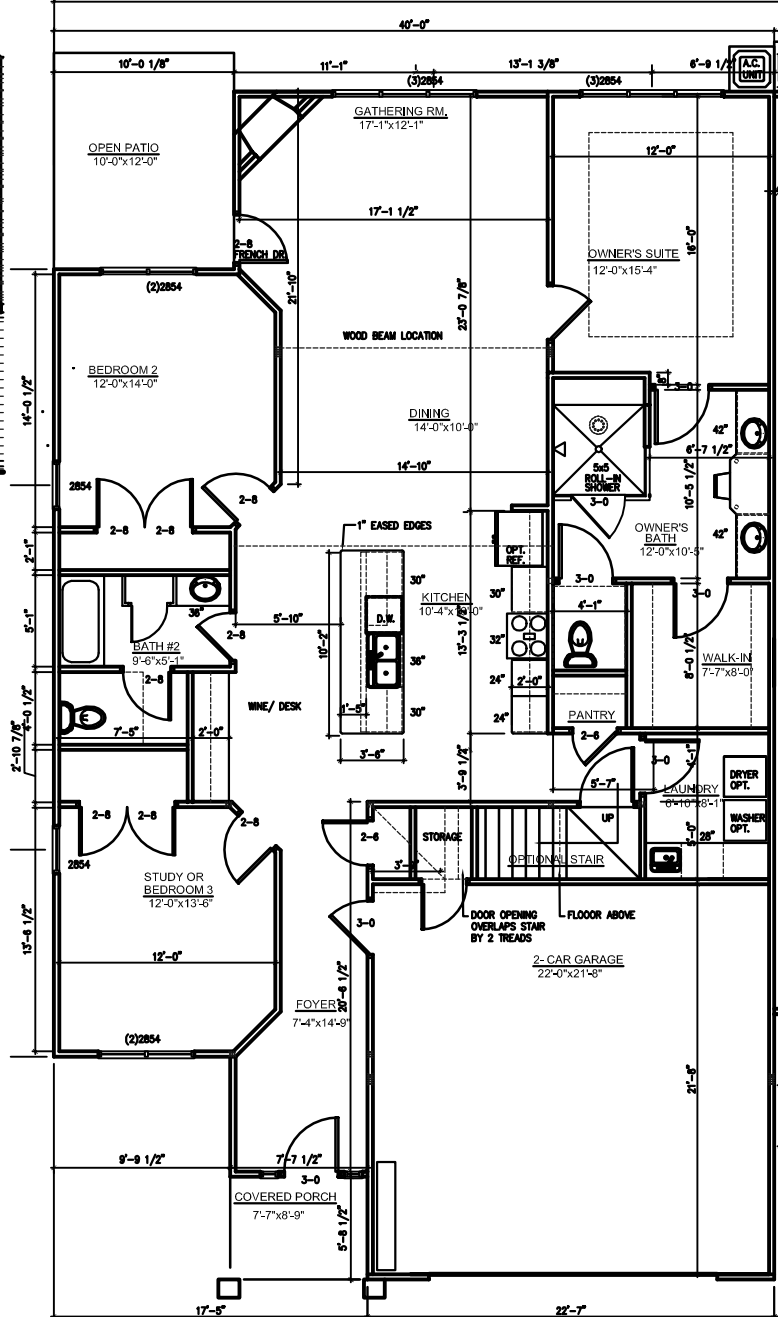 40'-0"
10'-0 1/8"
11'-1"
13'-1 3/8"
6'-9 1/2"
A.C.
UNIT
(3)2854
(3)2854
GATHERING RM.
17'-1"x12'-1"
OPEN PATIO
10'-0"x12'-0"
12'-0"
17'-1 1/2"
2-8
FRENCH DR.
OWNER'S SUITE
12'-0"x15'-4"
16'-0"
(2)2854
21'-10"
23'-0 7/8"
WOOD BEAM LOCATION
BEDROOM 2
12'-0"x14'-0"
8"
3-0
14'-0 1/2"
DINING
14'-0"x10'-0"
42"
6'-7 1/2"
14'-10"
5x5
ROLL-IN
SHOWER
3-0
10'-5 1/2"
2854
2-8
2-8
2-8
1" EASED EDGES
OWNER'S
BATH
12'-0"x10'-5"
42"
2'-1"
OPT.
REF.
30"
KITCHEN
30"
3-0
3-0
36"
5'-10"
D.W.
4'-1"
5'-1"
BATH #2
9'-6"x5'-1"
2-8
10'-2"
13'-3 1/2"
32"
36"
WALK-IN
7'-7"x8'-0"
8'-0 1/2"
2-8
24"
2'-0"
4'-0 1/2"
7'-5"
2'-0"
WINE/ DESK
1'-5"
30"
24"
PANTRY
2'-10 7/8"
2-6
3'-6"
3'-9 1/2"
5'-7"
3-0
DRYER
OPT.
LAUNDRY
2-8
2-8
2-8
2-6
STORAGE
UP
WASHER
OPT.
5'-0"
28"
2854
OPTIONAL STAIR
STUDY OR
BEDROOM 3
12'-0"x13'-6"
3-0
DOOR OPENING
OVERLAPS STAIR
BY 2 TREADS
FLOOOR ABOVE
13'-6 1/2"
12'-0"
2- CAR GARAGE
22'-0"x21'-8"
FOYER
7'-4"x14'-9"
20'-6 1/2"
(2)2854
21'-8"
9'-9 1/2"
7'-7 1/2"
3-0
COVERED PORCH
7'-7"x8'-9"
5'-8 1/2"
17'-5"
22'-7"